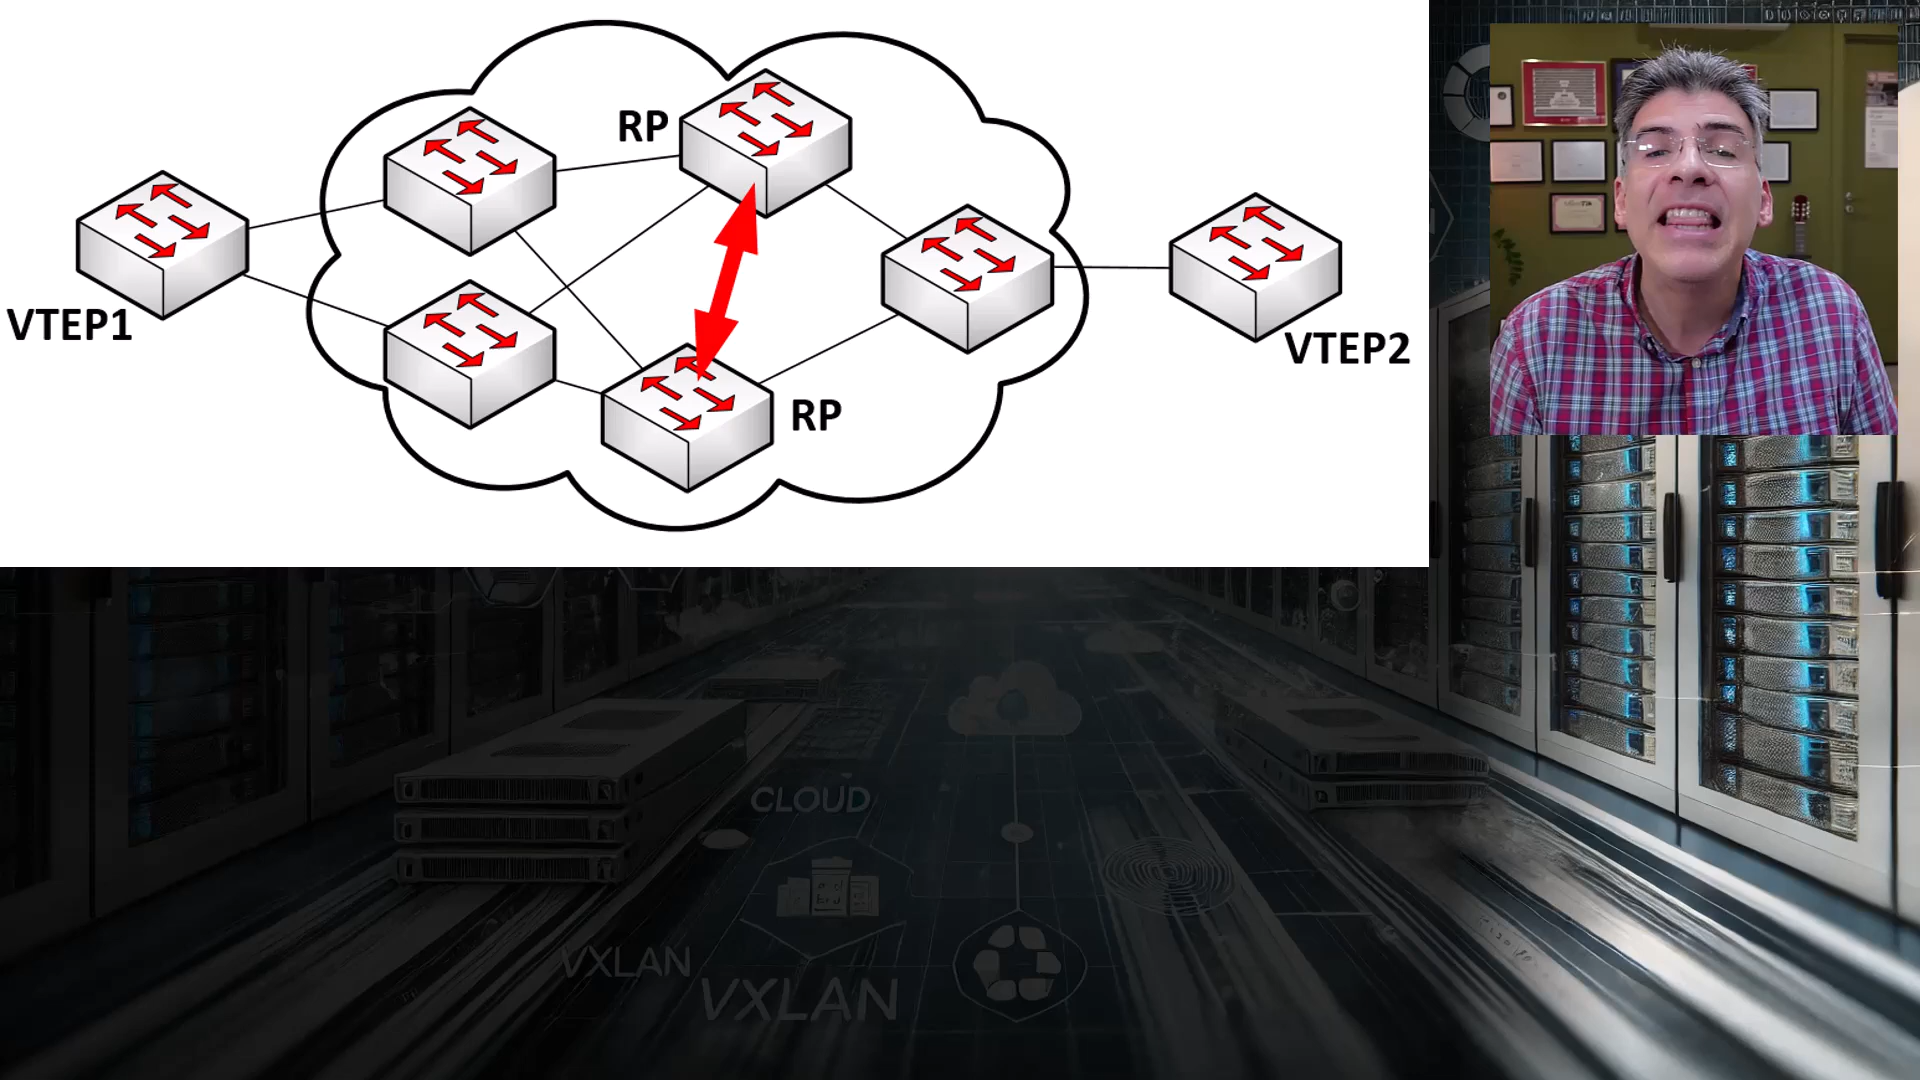 RP
VTEP1
VTEP2
RP
CLOUD
VXLAN
VXLAN